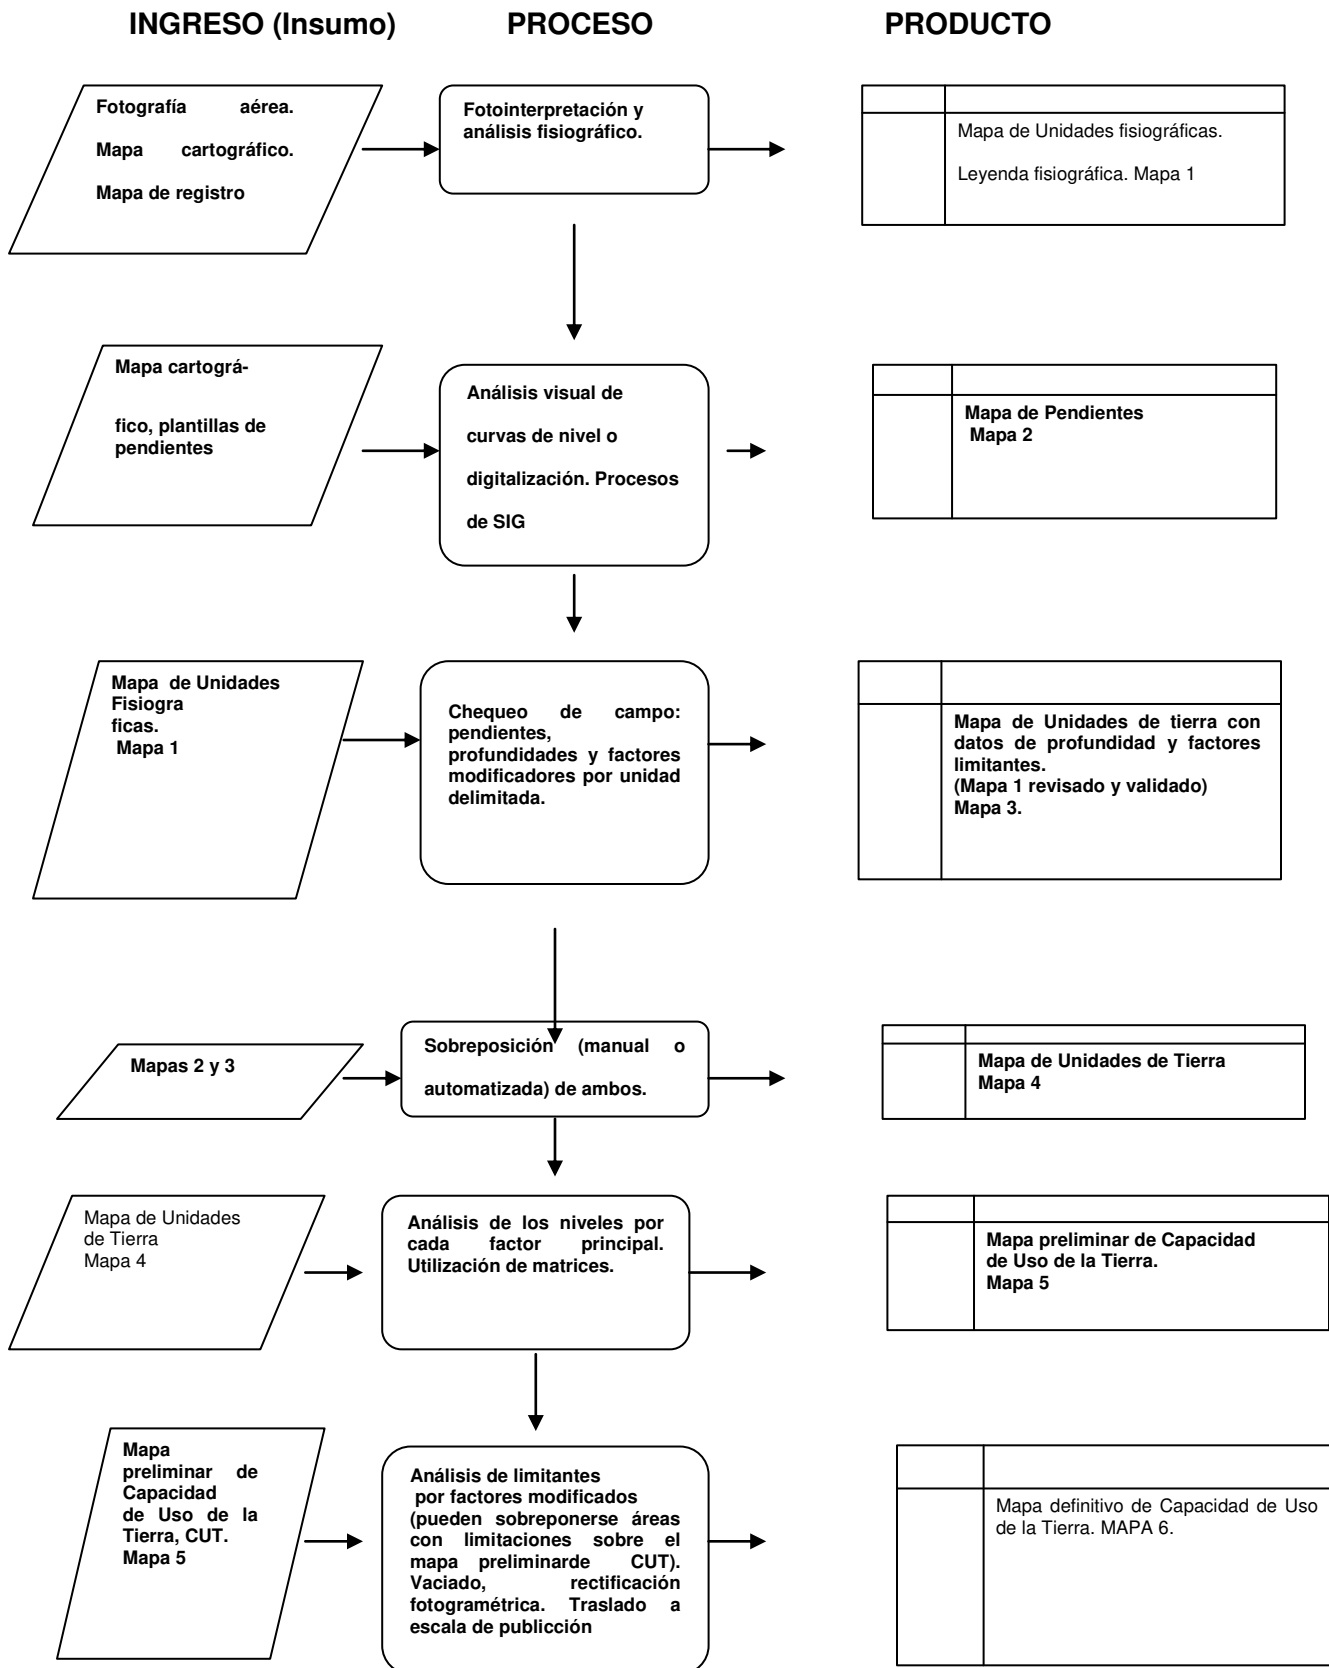 INGRESO (Insumo) PROCESO PRODUCTO
Fotografía aérea.
Mapa cartográfico.
Mapa de registro
Fotointerpretación y
análisis fisiográfico.
Mapa de Unidades fisiográficas.
Leyenda fisiográfica. Mapa 1
Mapa cartográ-
fico, plantillas de
pendientes
Análisis visual de
curvas de nivel o
digitalización. Procesos
de SIG
Mapa de Pendientes
Mapa 2
Mapa de Unidades
Fisiogra
ficas.
Mapa 1
Chequeo de campo:
pendientes,
profundidades y factores
modificadores por unidad
delimitada.
Mapa de Unidades de tierra con
datos de profundidad y factores
limitantes.
(Mapa 1 revisado y validado)
Mapa 3.
Mapas 2 y 3
Sobreposición (manual o
automatizada) de ambos.
Mapa de Unidades de Tierra
Mapa 4
Mapa de Unidades
de Tierra
Mapa 4
Análisis de los niveles por
cada factor principal.
Utilización de matrices.
Mapa preliminar de Capacidad
de Uso de la Tierra.
Mapa 5
Mapa
preliminar de
Capacidad
de Uso de la
Tierra, CUT.
Mapa 5
Análisis de limitantes
por factores modificados
(pueden sobreponerse áreas
con limitaciones sobre el
mapa preliminarde CUT).
Vaciado, rectificación
fotogramétrica. Traslado a
escala de publicción
Mapa definitivo de Capacidad de Uso
de la Tierra. MAPA 6.